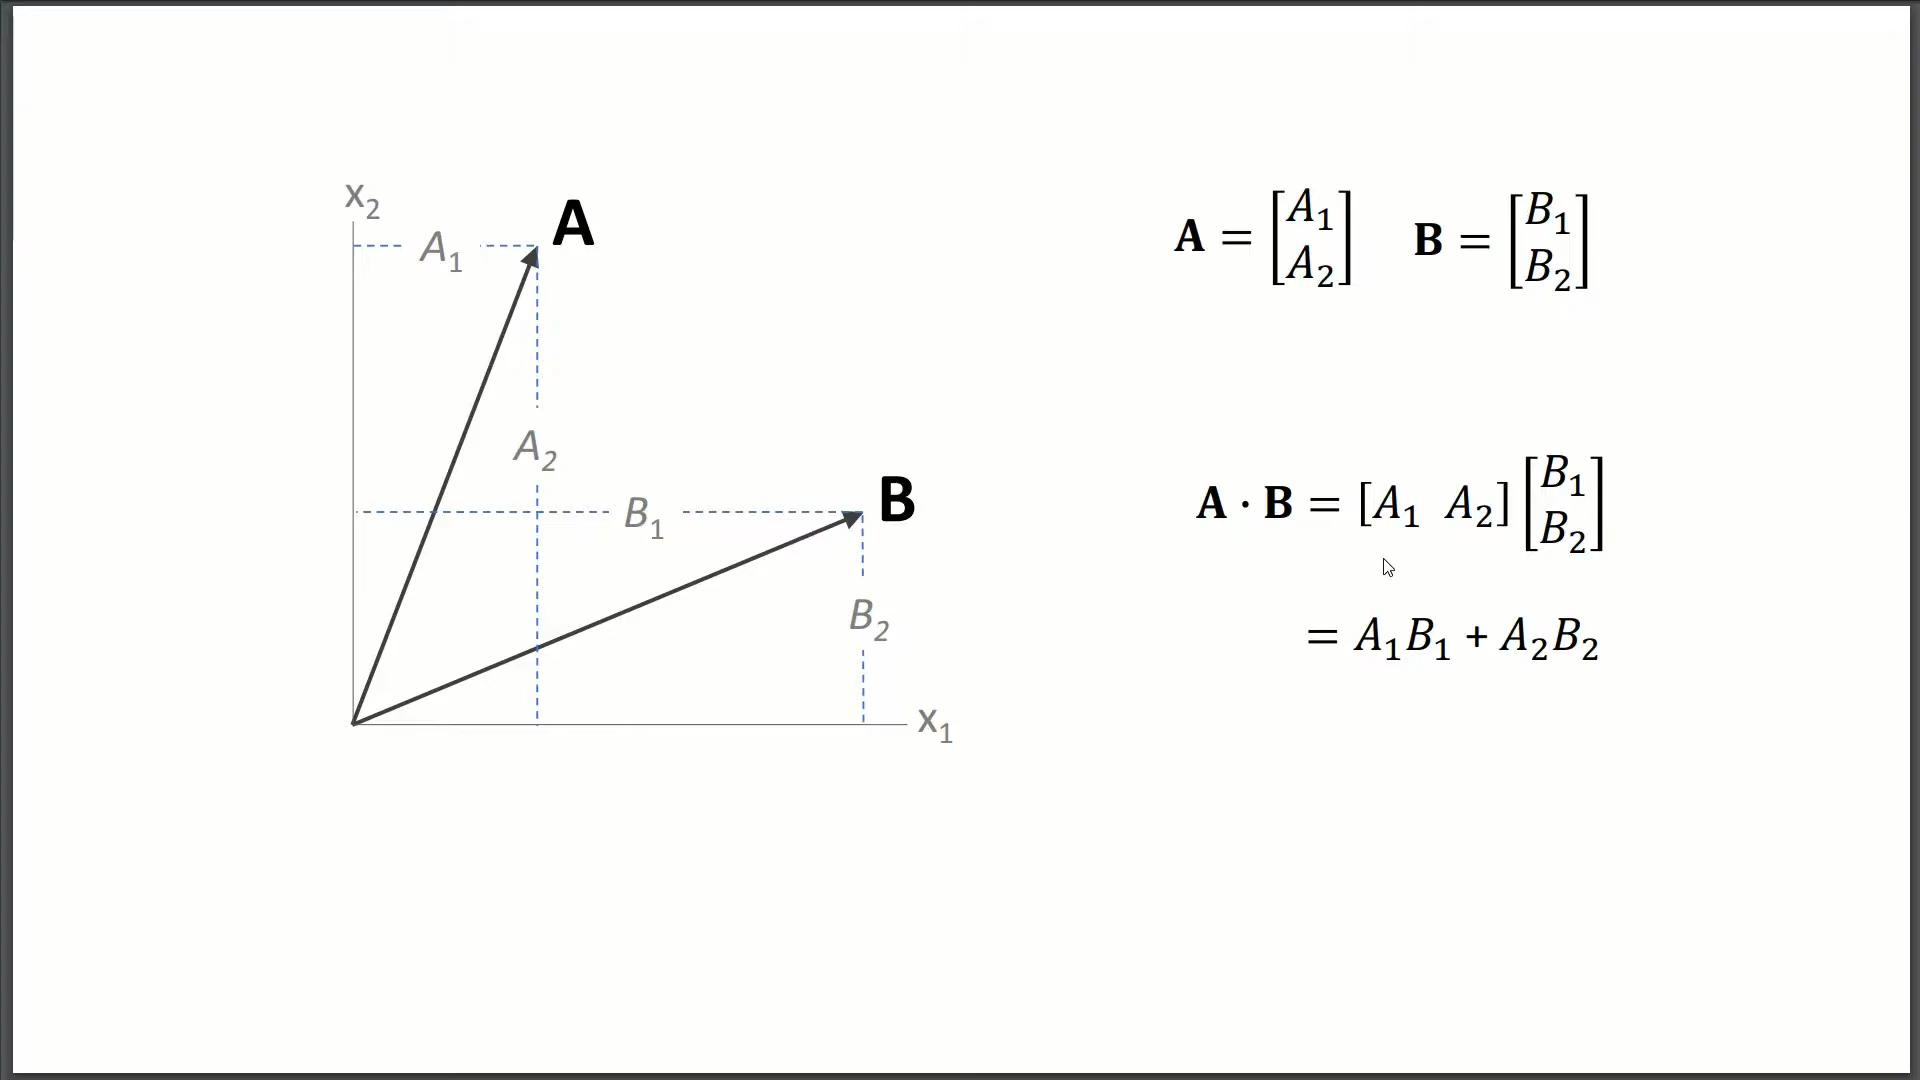 x₂
A
A₁
A₂
B₁
B
B₂
x₁
𝐀 = [A₁ A₂] 𝐁 = [B₁ B₂]
𝐀 · 𝐁 = [A₁ A₂] [B₁ B₂]
= A₁B₁ + A₂B₂